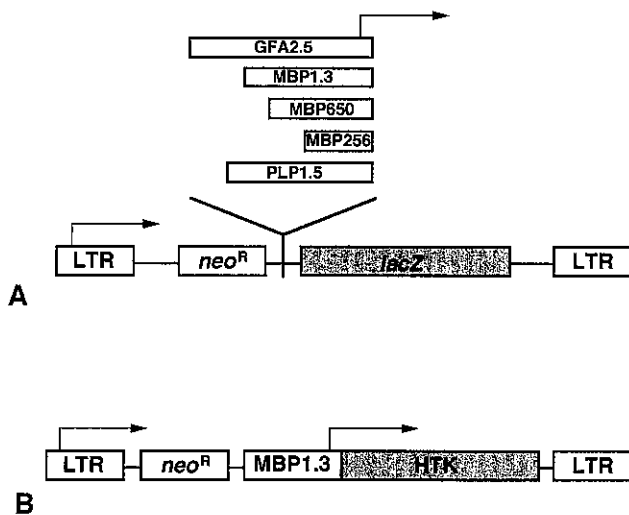 GFA2.5
MBP1.3
MBP650
MBP256
PLP1.5
LTR neoR lacZ LTR
A
LTR neoR MBP1.3 HTK LTR
B